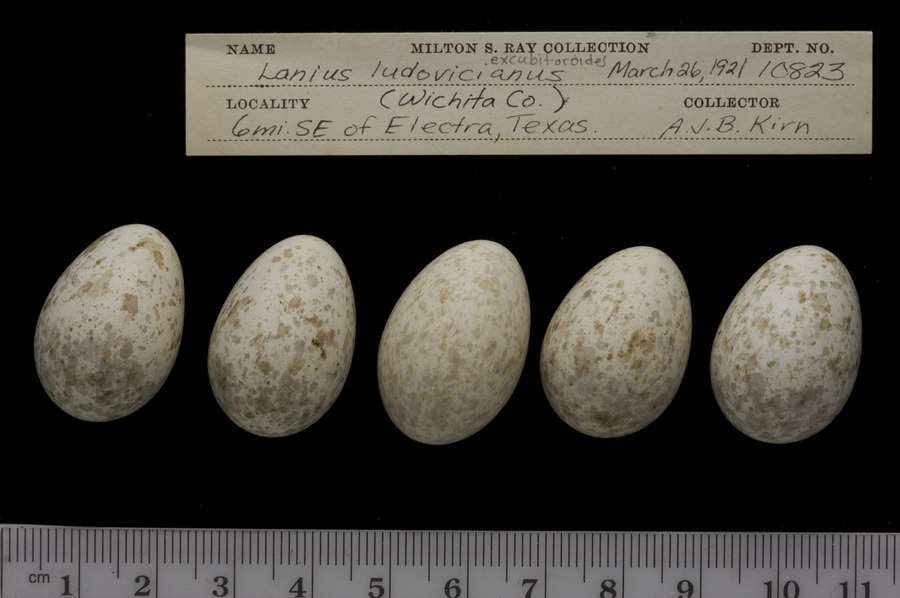 NAME MILTON S. RAY COLLECTION DEPT. NO.
excubitoroides
Lanius ludovicianus March 26, 1921 10823
LOCALITY (Wichita Co.) COLLECTOR
6mi. SE of Electra, Texas. A.J.B. Kirn
cm 1 2 3 4 5 6 7 8 9 10 11